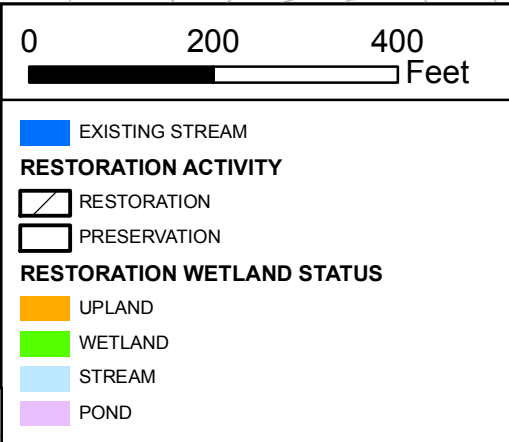 0 200 400
Feet
EXISTING STREAM
RESTORATION ACTIVITY
RESTORATION
PRESERVATION
RESTORATION WETLAND STATUS
UPLAND
WETLAND
STREAM
POND